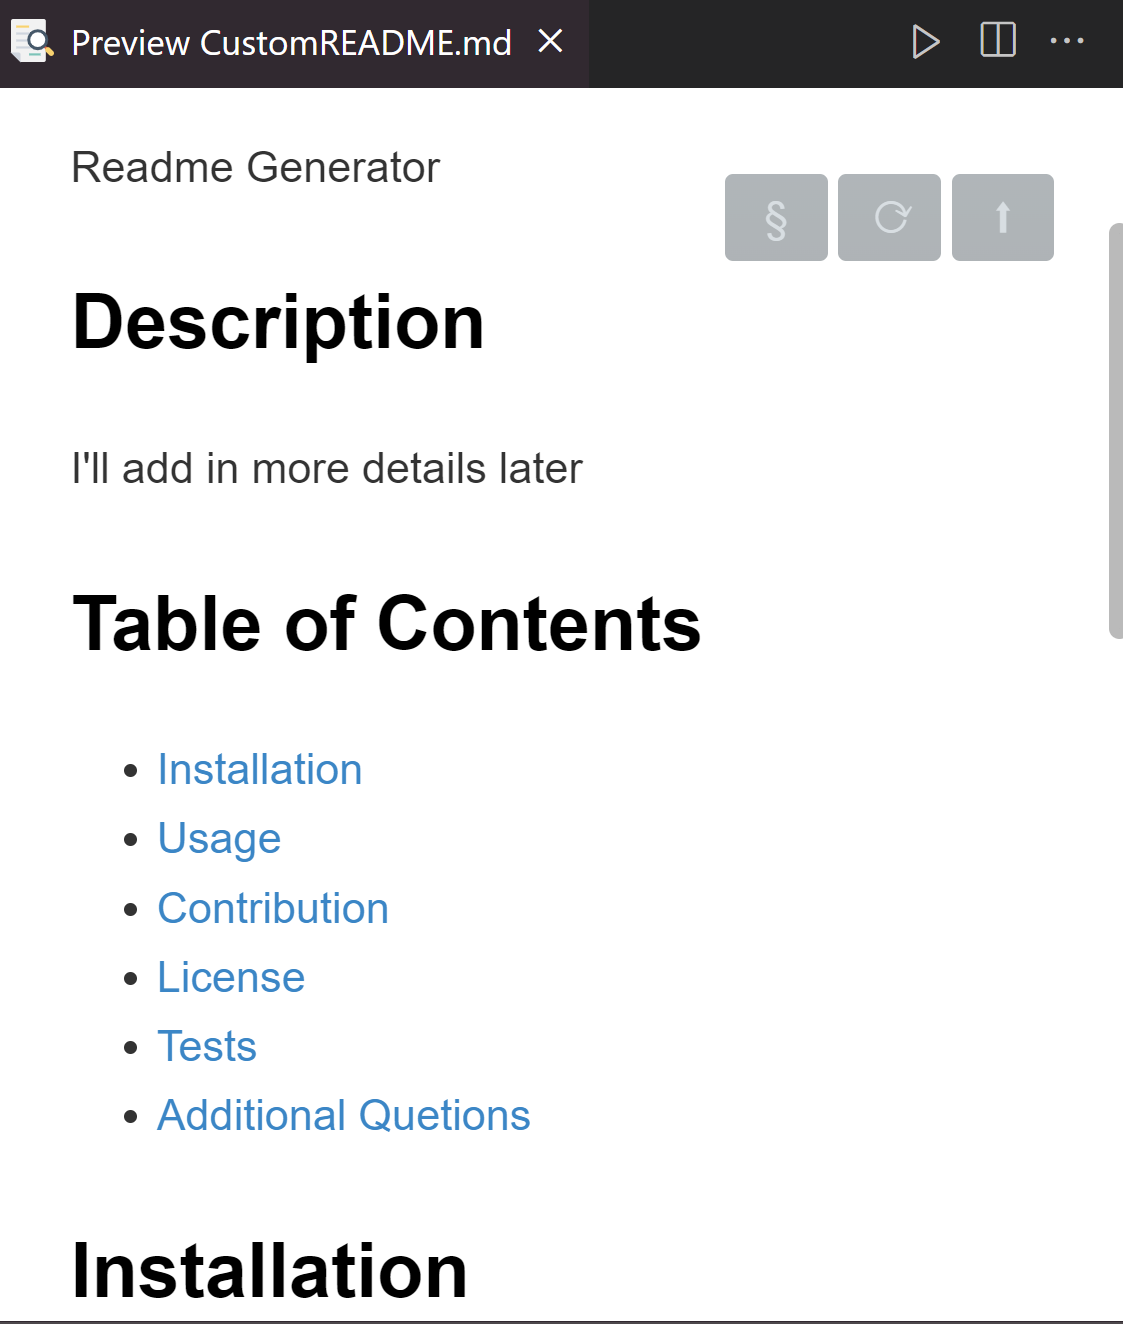 Preview CustomREADME.md
Readme Generator
§
Description
I'll add in more details later
Table of Contents
Installation
Usage
Contribution
License
Tests
Additional Quetions
Installation